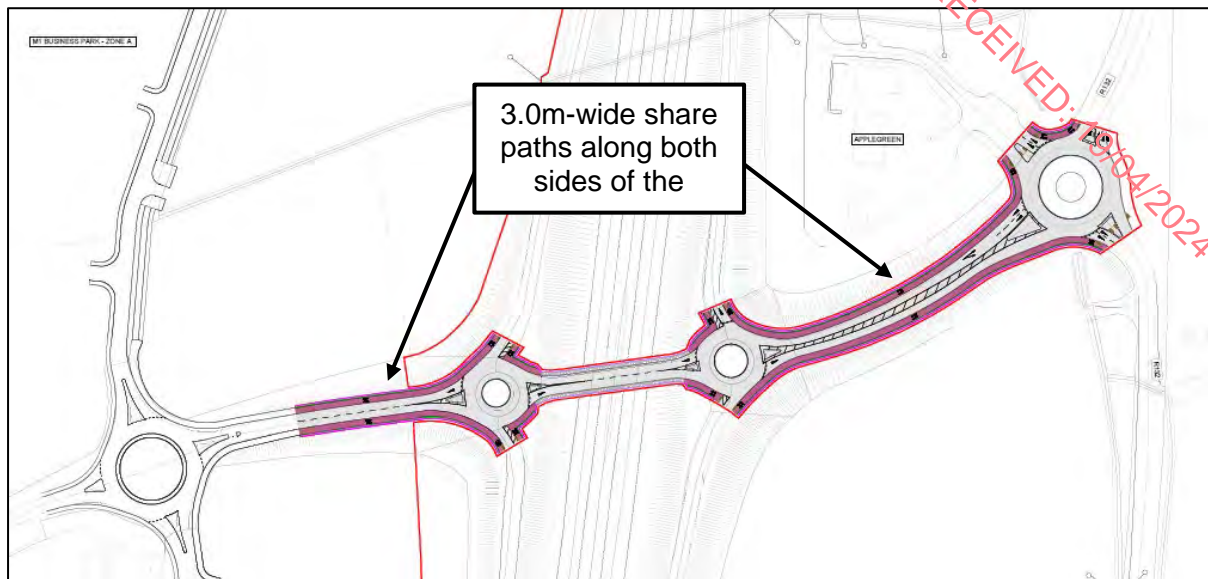 M1 BUSINESS PARK - ZONE A
3.0m-wide share
paths along both
sides of the
APPLEGREEN
R132
R132
RECEIVED: 19/04/2024